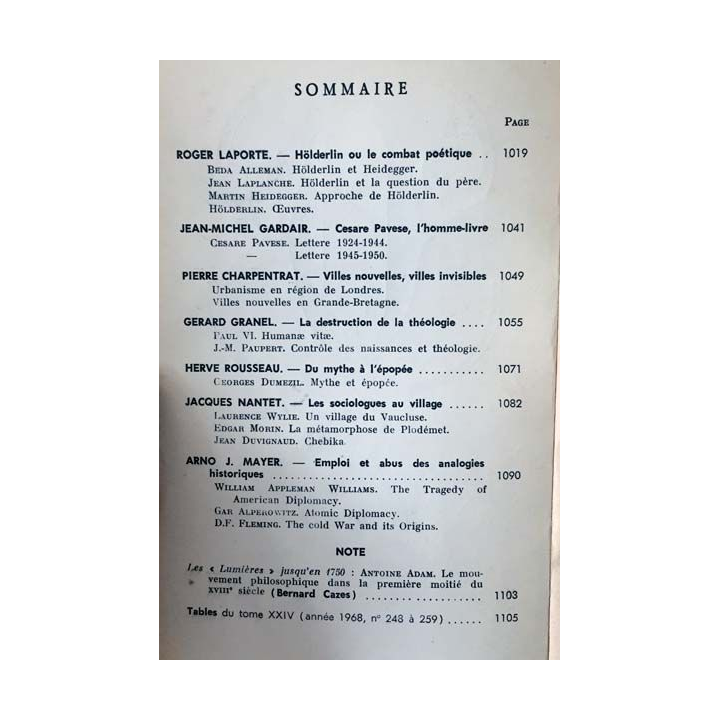 SOMMAIRE
PAGE
ROGER LAPORTE. — Hölderlin ou le combat poétique .. 1019
BEDA ALLEMAN. Hölderlin et Heidegger.
JEAN LAPLANCHE. Hölderlin et la question du père.
MARTIN HEIDEGGER. Approche de Hölderlin.
HÖLDERLIN. Œuvres.
JEAN-MICHEL GARDAIR. — Cesare Pavese, l'homme-livre 1041
CESARE PAVESE. Lettere 1924-1944.
— Lettere 1945-1950.
PIERRE CHARPENTRAT. — Villes nouvelles, villes invisibles 1049
Urbanisme en région de Londres.
Villes nouvelles en Grande-Bretagne.
GERARD GRANEL. — La destruction de la théologie .... 1055
PAUL VI. Humanæ vitæ.
J.-M. PAUPERT. Contrôle des naissances et théologie.
HERVE ROUSSEAU. — Du mythe à l'épopée ........... 1071
GEORGES DUMEZIL. Mythe et épopée.
JACQUES NANTET. — Les sociologues au village ...... 1082
LAURENCE WYLIE. Un village du Vaucluse.
EDGAR MORIN. La métamorphose de Plodémet.
JEAN DUVIGNAUD. Chebika.
ARNO J. MAYER. — Emploi et abus des analogies
historiques .................................... 1090
WILLIAM APPLEMAN WILLIAMS. The Tragedy of
American Diplomacy.
GAR ALPEROWITZ. Atomic Diplomacy.
D.F. FLEMING. The cold War and its Origins.
NOTE
Les « Lumières » jusqu'en 1750 : ANTOINE ADAM. Le mou-
vement philosophique dans la première moitié du
XVIIIe siècle (Bernard Cazes) .................... 1103
Tables du tome XXIV (année 1968, n° 248 à 259) ...... 1105